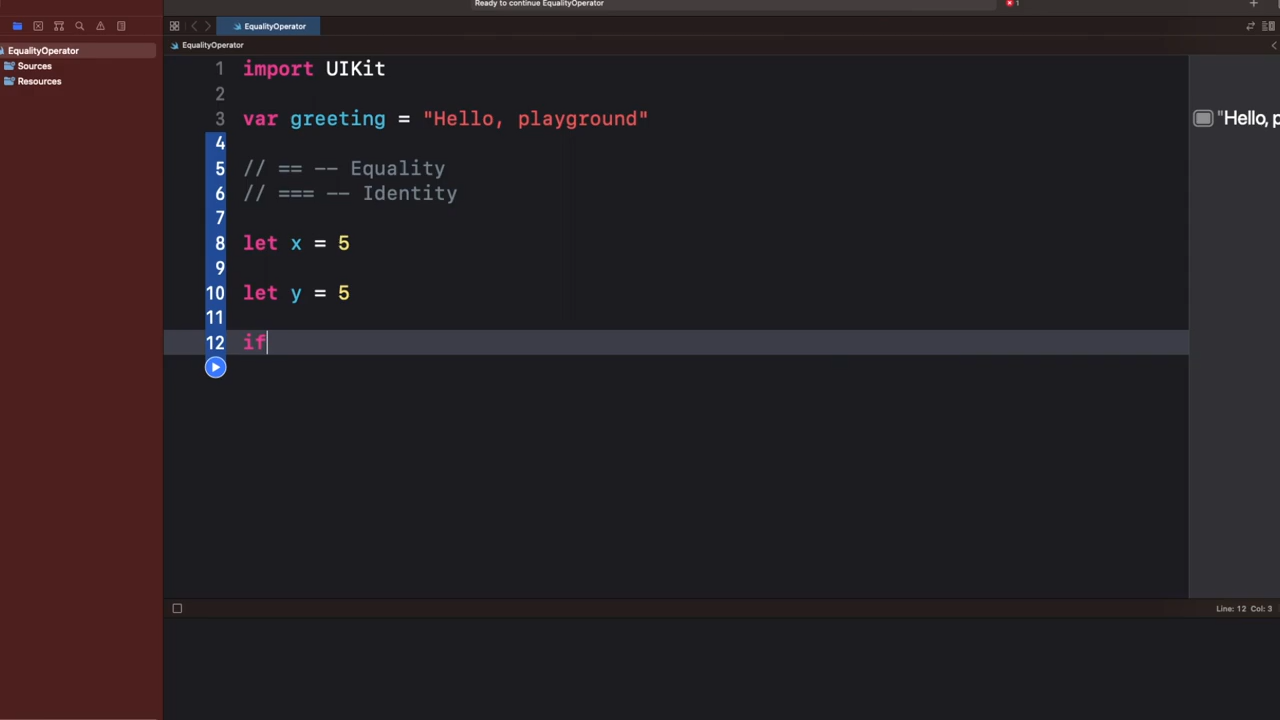 Ready to continue EqualityOperator
1
EqualityOperator
EqualityOperator
EqualityOperator
Sources
Resources
1 import UIKit
2
3 var greeting = "Hello, playground"
"Hello, p
4
5 // == -- Equality
6 // === -- Identity
7
8 let x = 5
9
10 let y = 5
11
12 if
Line: 12 Col: 3